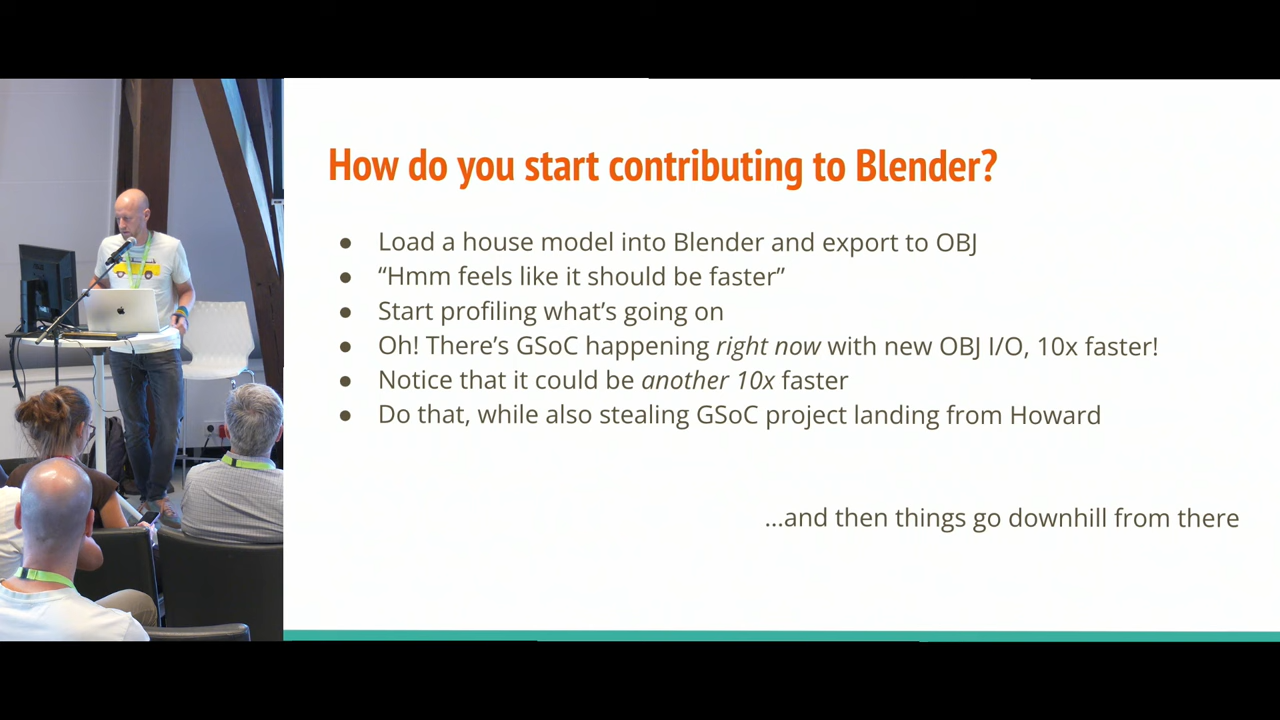 How do you start contributing to Blender?
● Load a house model into Blender and export to OBJ
● “Hmm feels like it should be faster”
● Start profiling what’s going on
● Oh! There’s GSoC happening right now with new OBJ I/O, 10x faster!
● Notice that it could be another 10x faster
● Do that, while also stealing GSoC project landing from Howard
...and then things go downhill from there